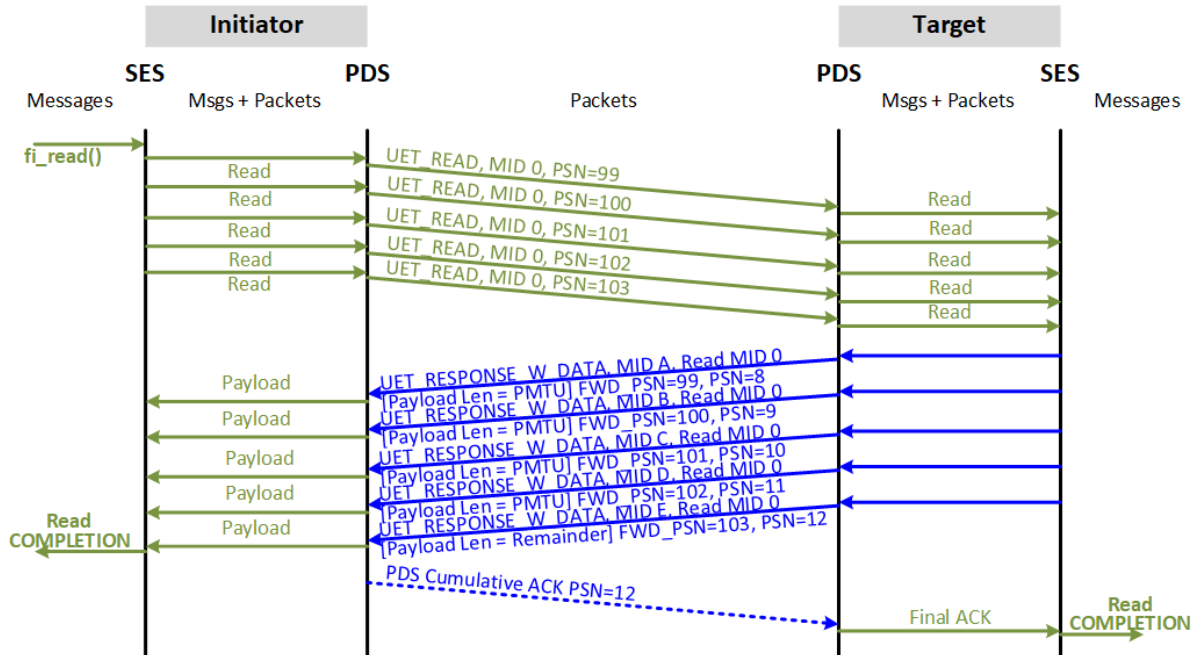 Initiator
Target
SES
PDS
PDS
SES
Messages
Msgs + Packets
Packets
Msgs + Packets
Messages
fi_read()
Read
Read
Read
Read
Read
UET_READ, MID 0, PSN=99
UET_READ, MID 0, PSN=100
UET_READ, MID 0, PSN=101
UET_READ, MID 0, PSN=102
UET_READ, MID 0, PSN=103
Read
Read
Read
Read
Read
UET_RESPONSE_W_DATA, MID A, Read MID 0
[Payload Len = PMTU] FWD_PSN=99, PSN=8
UET_RESPONSE_W_DATA, MID B, Read MID 0
[Payload Len = PMTU] FWD_PSN=100, PSN=9
UET_RESPONSE_W_DATA, MID C, Read MID 0
[Payload Len = PMTU] FWD_PSN=101, PSN=10
UET_RESPONSE_W_DATA, MID D, Read MID 0
[Payload Len = PMTU] FWD_PSN=102, PSN=11
UET_RESPONSE_W_DATA, MID E, Read MID 0
[Payload Len = Remainder] FWD_PSN=103, PSN=12
Payload
Payload
Payload
Payload
Payload
Read
COMPLETION
PDS Cumulative ACK PSN=12
Final ACK
Read
COMPLETION